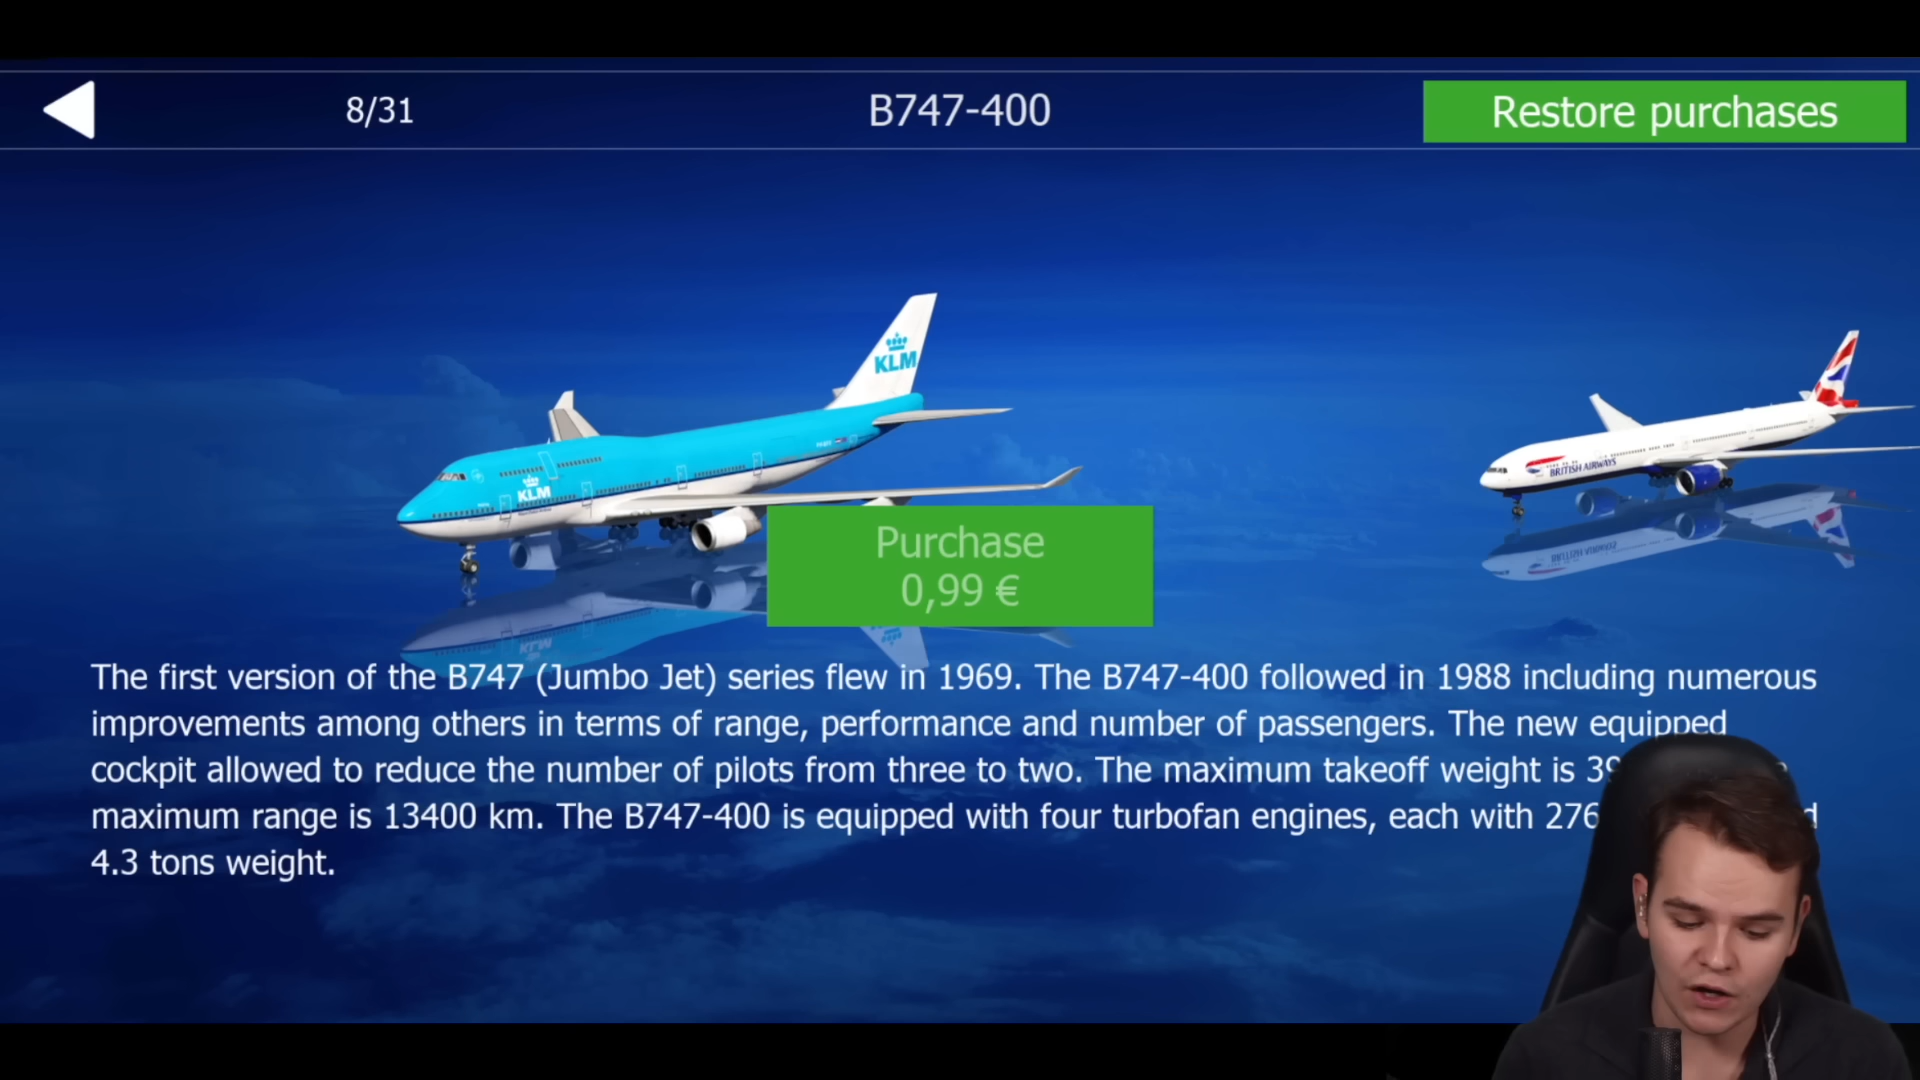 8/31
B747-400
Restore purchases
KLM
KLM
BRITISH AIRWAYS
Purchase
0,99 €
The first version of the B747 (Jumbo Jet) series flew in 1969. The B747-400 followed in 1988 including numerous
improvements among others in terms of range, performance and number of passengers. The new equipped
cockpit allowed to reduce the number of pilots from three to two. The maximum takeoff weight is
maximum range is 13400 km. The B747-400 is equipped with four turbofan engines, each with 276
4.3 tons weight.